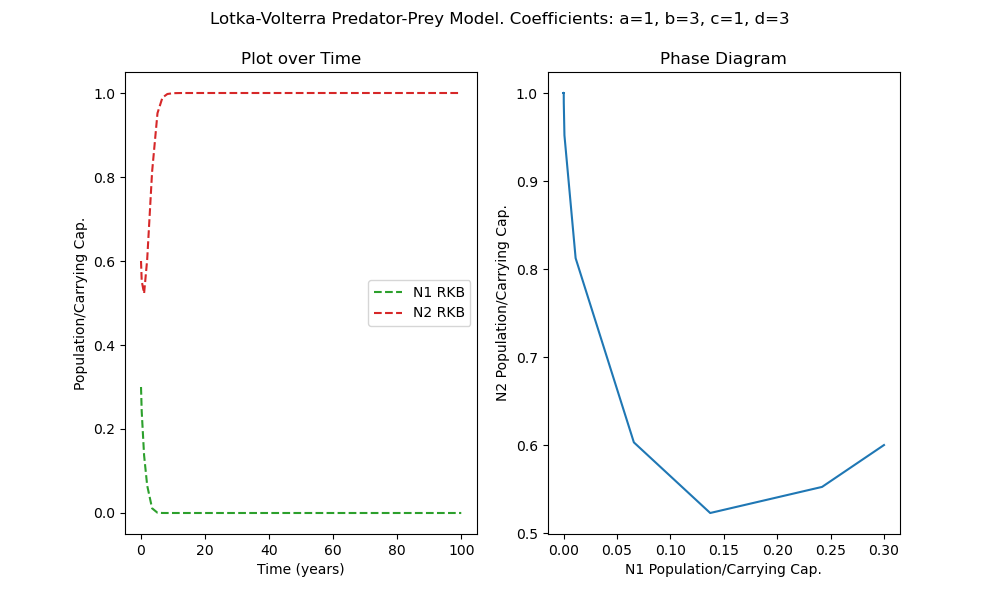 Lotka-Volterra Predator-Prey Model. Coefficients: a=1, b=3, c=1, d=3
Plot over Time
Population/Carrying Cap.
1.0
0.8
0.6
0.4
0.2
0.0
N1 RKB
N2 RKB
0 20 40 60 80 100
Time (years)
Phase Diagram
N2 Population/Carrying Cap.
1.0
0.9
0.8
0.7
0.6
0.5
0.00 0.05 0.10 0.15 0.20 0.25 0.30
N1 Population/Carrying Cap.